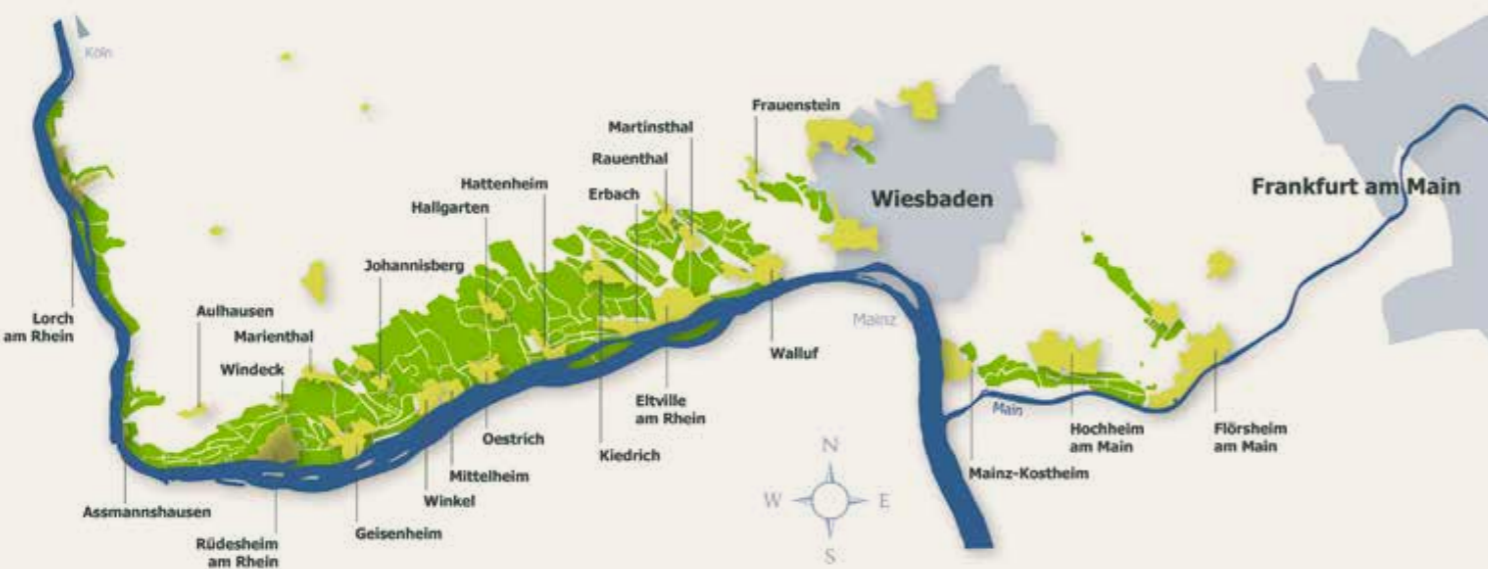 Köln
Frauenstein
Martinsthal
Rauenthal
Hattenheim
Erbach
Hallgarten
Wiesbaden
Frankfurt am Main
Johannisberg
Lorch
am Rhein
Aulhausen
Marienthal
Windeck
Mainz
Walluf
Eltville
am Rhein
Main
Hochheim
am Main
Flörsheim
am Main
Oestrich
Kiedrich
Mittelheim
Mainz-Kostheim
Winkel
Assmannshausen
Geisenheim
Rüdesheim
am Rhein
N
W
E
S